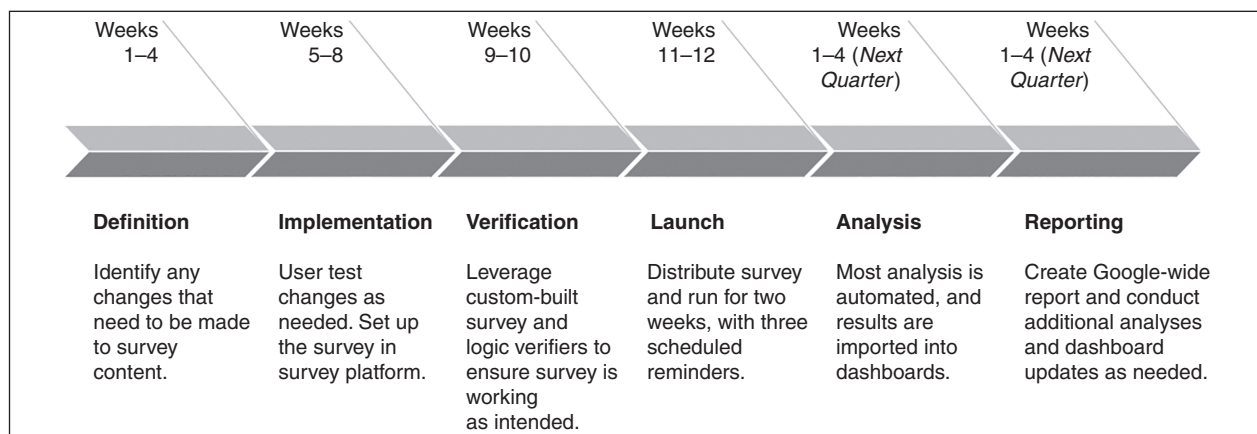 Weeks
1–4
Weeks
5–8
Weeks
9–10
Weeks
11–12
Weeks
1–4 (Next
Quarter)
Weeks
1–4 (Next
Quarter)
Definition
Identify any
changes that
need to be made
to survey
content.
Implementation
User test
changes as
needed. Set up
the survey in
survey platform.
Verification
Leverage
custom-built
survey and
logic verifiers to
ensure survey is
working
as intended.
Launch
Distribute survey
and run for two
weeks, with three
scheduled
reminders.
Analysis
Most analysis is
automated, and
results are
imported into
dashboards.
Reporting
Create Google-wide
report and conduct
additional analyses
and dashboard
updates as needed.